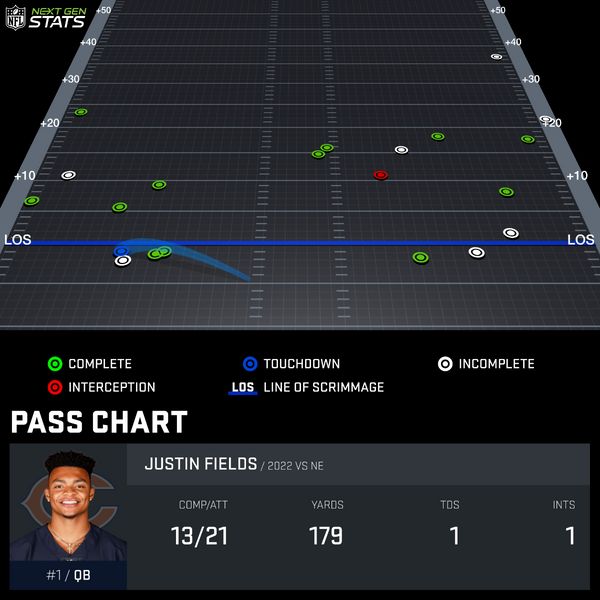 NFL NEXT GEN STATS
+50 +50
+40 +40
+30 +30
+20 +20
+10 +10
LOS LOS
COMPLETE TOUCHDOWN INCOMPLETE
INTERCEPTION LOS LINE OF SCRIMMAGE
PASS CHART
JUSTIN FIELDS / 2022 VS NE
COMP/ATT YARDS TDS INTS
13/21 179 1 1
#1 / QB